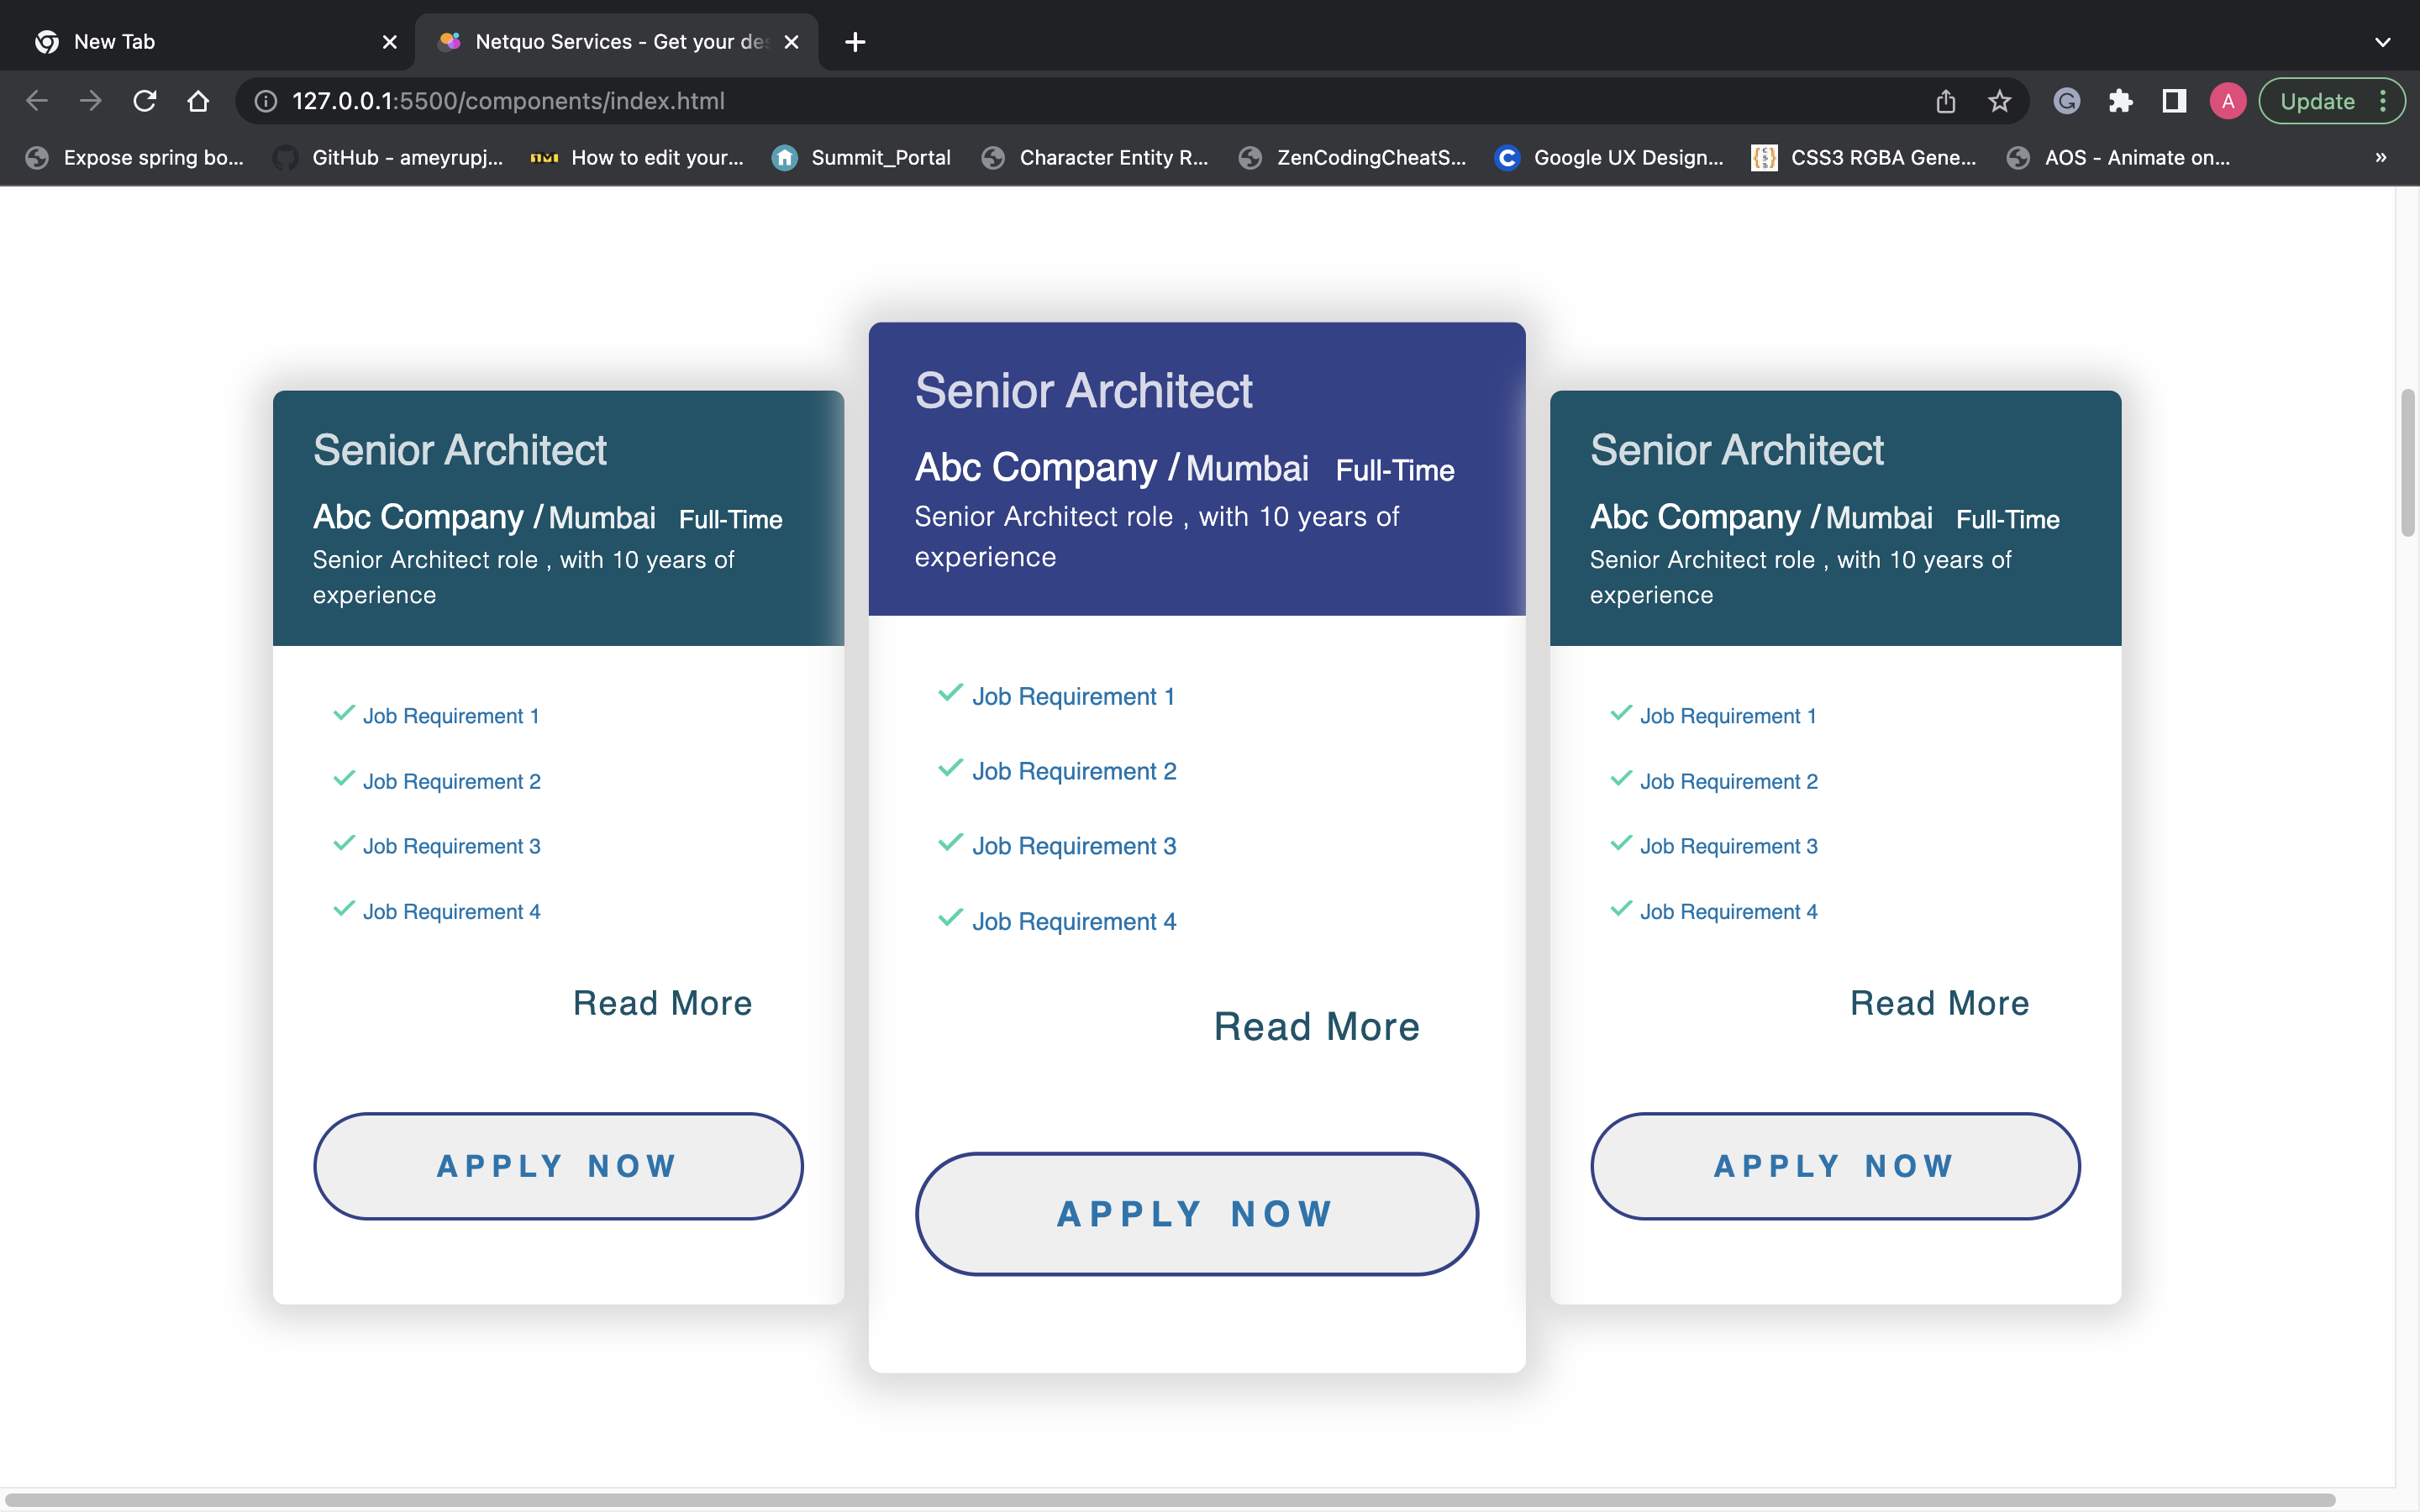 New Tab
Netquo Services - Get your des
127.0.0.1:5500/components/index.html
A
Update
Expose spring bo...
GitHub - ameyrupj...
How to edit your...
Summit_Portal
Character Entity R...
ZenCodingCheatS...
Google UX Design...
CSS3 RGBA Gene...
AOS - Animate on...
»
Senior Architect
Abc Company / Mumbai Full-Time
Senior Architect role , with 10 years of
experience
Job Requirement 1
Job Requirement 2
Job Requirement 3
Job Requirement 4
Read More
APPLY NOW
Senior Architect
Abc Company / Mumbai Full-Time
Senior Architect role , with 10 years of
experience
Job Requirement 1
Job Requirement 2
Job Requirement 3
Job Requirement 4
Read More
APPLY NOW
Senior Architect
Abc Company / Mumbai Full-Time
Senior Architect role , with 10 years of
experience
Job Requirement 1
Job Requirement 2
Job Requirement 3
Job Requirement 4
Read More
APPLY NOW